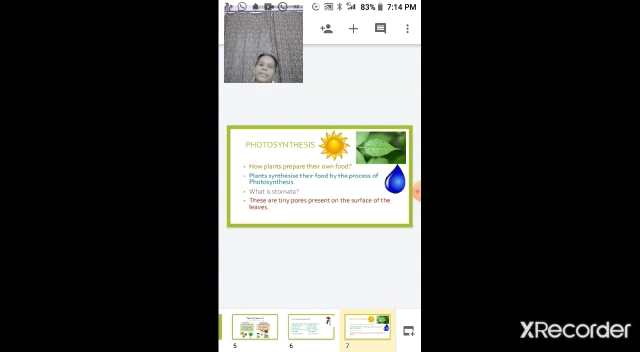 83% 7:14 PM
PHOTOSYNTHESIS
How plants prepare their own food?
Plants synthesise their food by the process of
Photosynthesis.
What is stomata?
These are tiny pores present on the surface of the
leaves.
5 6 7
XRecorder